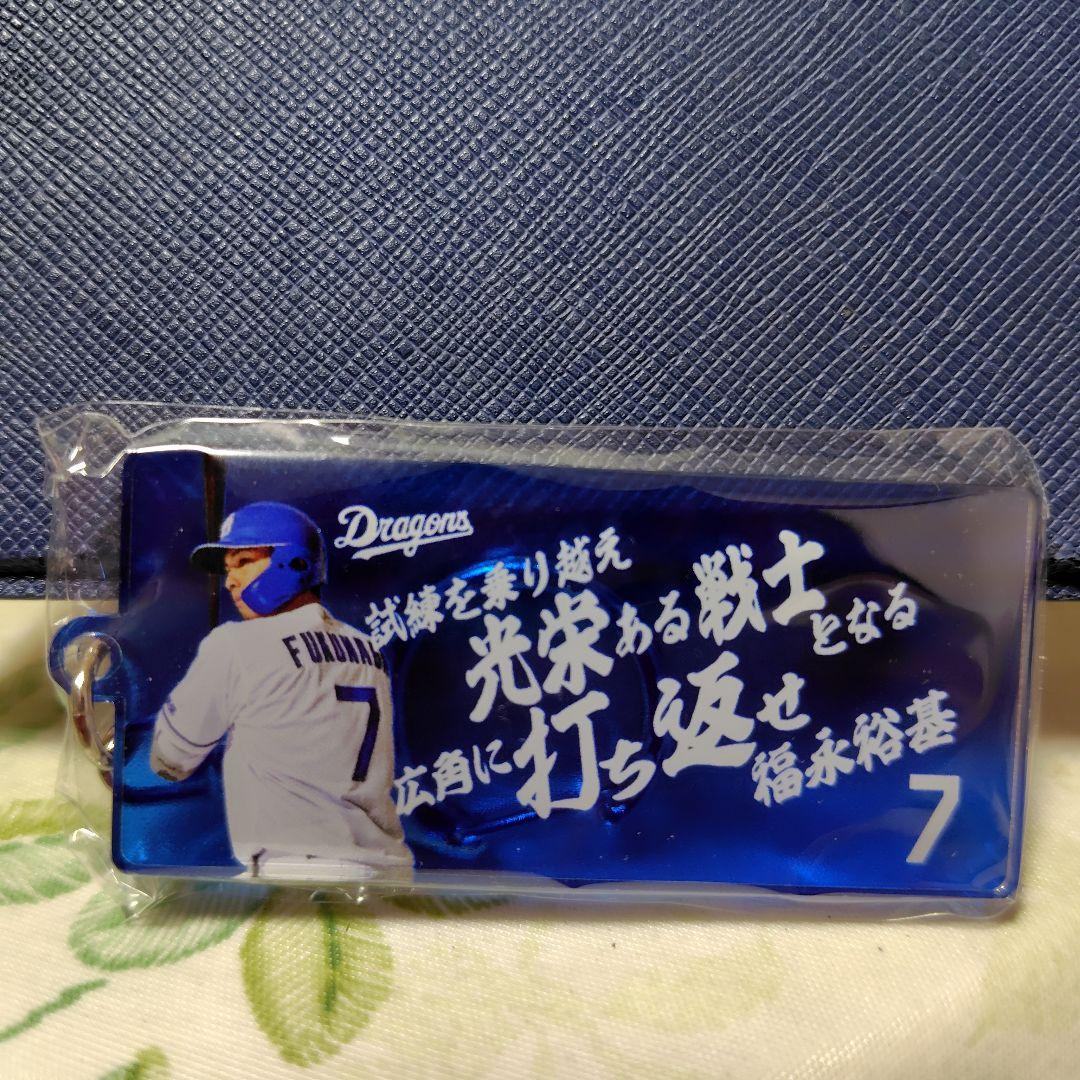 Dragons
試練を乗り越え
光栄ある戦士となる
広角に打ち返せ
福永裕基
7
FUKUNAG
7